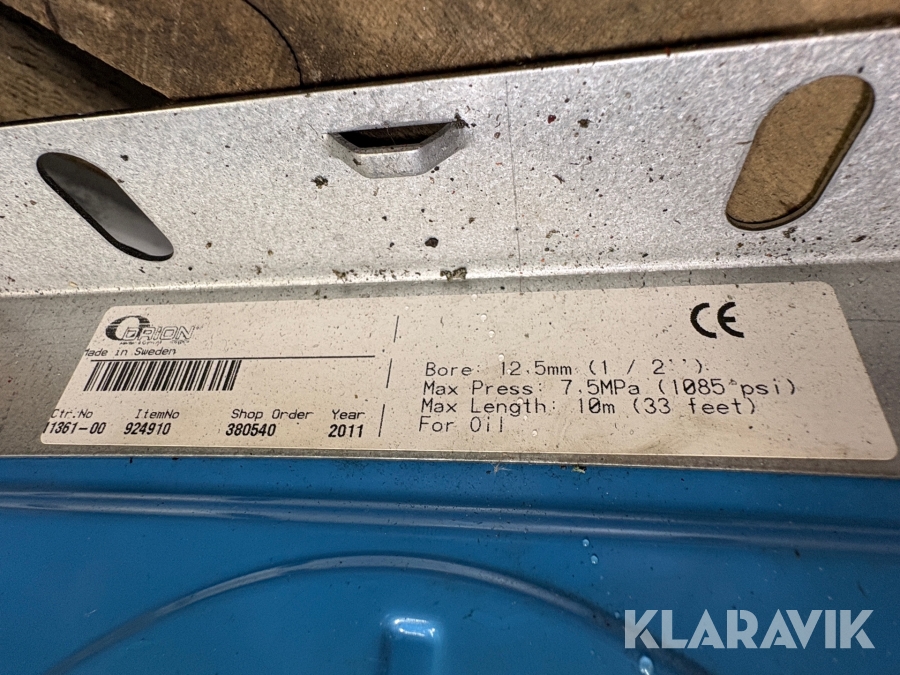 ORION
Made in Sweden
Ctr.No ItemNo Shop Order Year
11361-00 924910 380540 2011
CE
Bore: 12.5mm (1 / 2'')
Max Press: 7.5MPa (1085 psi)
Max Length: 10m (33 feet)
For Oil
KLARAVIK